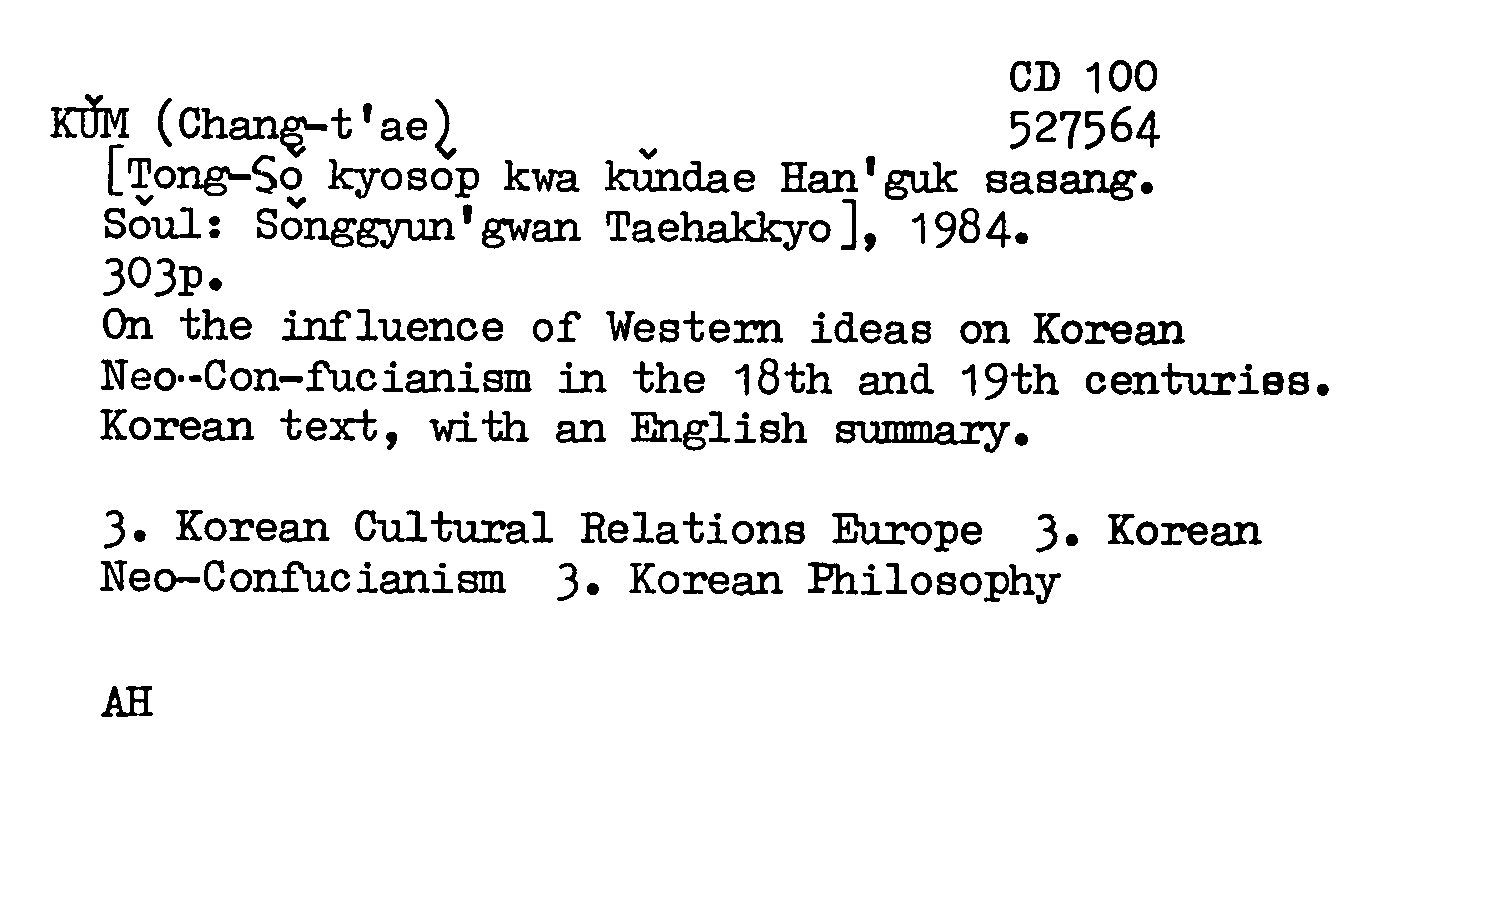 CD 100
KŬM (Chang-t'ae) 527564
[Tong-Sŏ kyosŏp kwa kŭndae Han'guk sasang.
Sŏul: Sŏnggyun'gwan Taehakkyo], 1984.
303p.
On the influence of Western ideas on Korean
Neo--Con-fucianism in the 18th and 19th centuries.
Korean text, with an English summary.
3. Korean Cultural Relations Europe 3. Korean
Neo-Confucianism 3. Korean Philosophy
AH